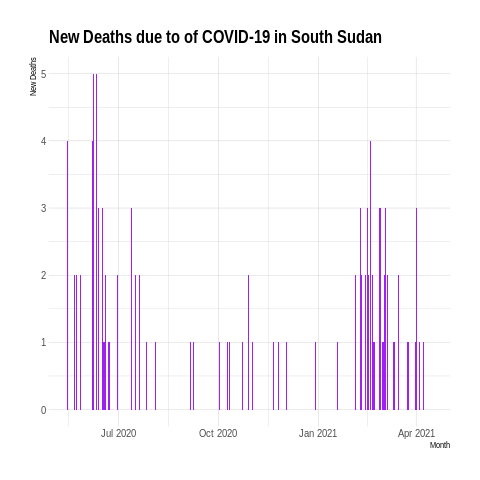 New Deaths due to of COVID-19 in South Sudan
New Deaths
5
4
3
2
1
0
Jul 2020 Oct 2020 Jan 2021 Apr 2021
Month